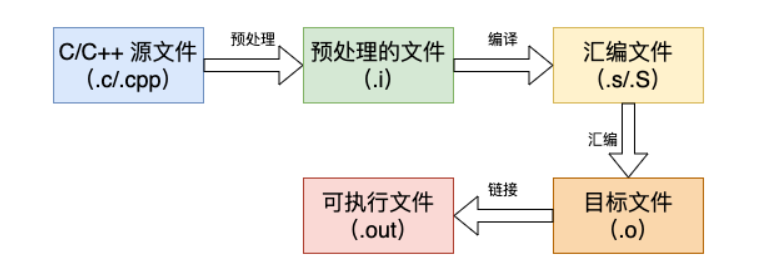 C/C++ 源文件
（.c/.cpp）
预处理
预处理的文件
（.i）
编译
汇编文件
（.s/.S）
汇编
目标文件
（.o）
链接
可执行文件
（.out）